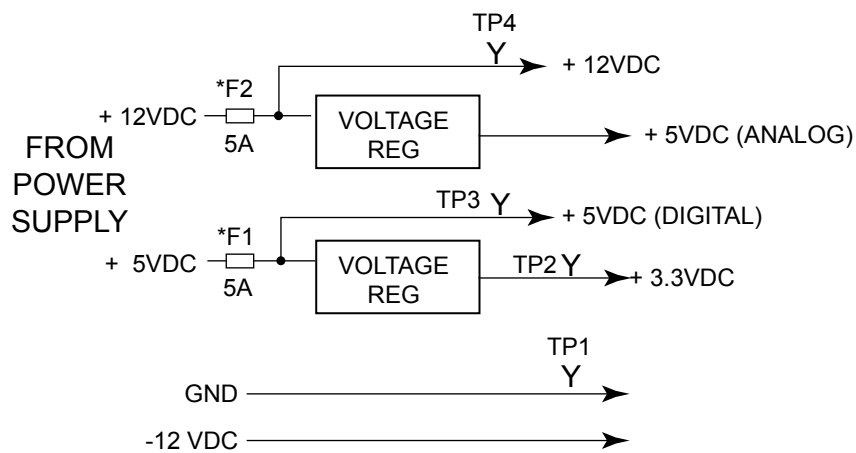 TP4
Y
+ 12VDC
*F2
+ 12VDC
5A
VOLTAGE
REG
+ 5VDC (ANALOG)
FROM
POWER
SUPPLY
TP3 Y
+ 5VDC (DIGITAL)
*F1
+ 5VDC
5A
VOLTAGE
REG
TP2 Y
+ 3.3VDC
TP1
Y
GND
-12 VDC